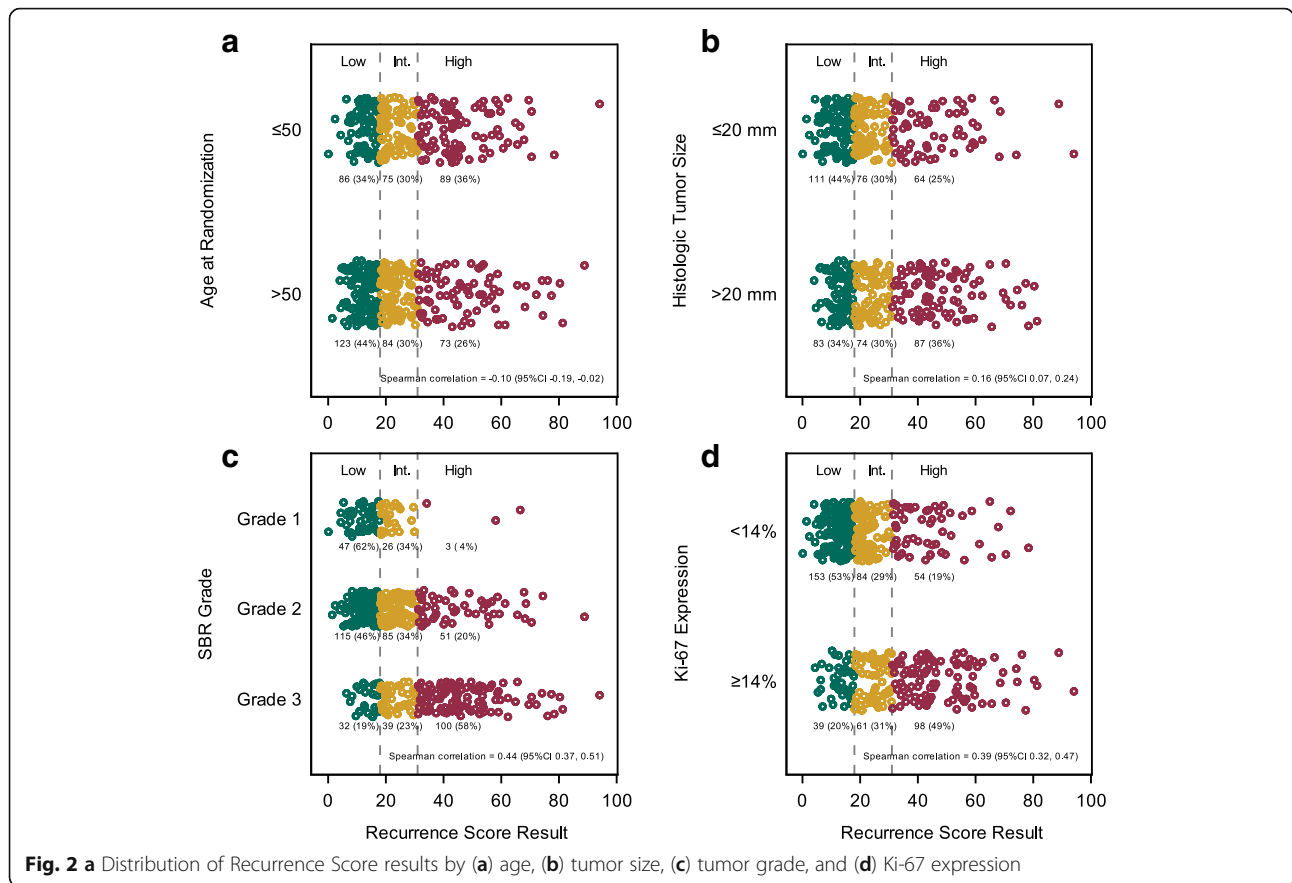 a
Low Int. High
Age at Randomization
≤50
86 (34%) 75 (30%) 89 (36%)
>50
123 (44%) 84 (30%) 73 (26%)
Spearman correlation = -0.10 (95%CI -0.19, -0.02)
0 20 40 60 80 100
b
Low Int. High
Histologic Tumor Size
≤20 mm
111 (44%) 76 (30%) 64 (25%)
>20 mm
83 (34%) 74 (30%) 87 (36%)
Spearman correlation = 0.16 (95%CI 0.07, 0.24)
0 20 40 60 80 100
c
Low Int. High
SBR Grade
Grade 1
47 (62%) 26 (34%) 3 ( 4%)
Grade 2
115 (46%) 85 (34%) 51 (20%)
Grade 3
32 (19%) 39 (23%) 100 (58%)
Spearman correlation = 0.44 (95%CI 0.37, 0.51)
0 20 40 60 80 100
Recurrence Score Result
d
Low Int. High
Ki-67 Expression
<14%
153 (53%) 84 (29%) 54 (19%)
≥14%
39 (20%) 61 (31%) 98 (49%)
Spearman correlation = 0.39 (95%CI 0.32, 0.47)
0 20 40 60 80 100
Recurrence Score Result
Fig. 2 a Distribution of Recurrence Score results by (a) age, (b) tumor size, (c) tumor grade, and (d) Ki-67 expression